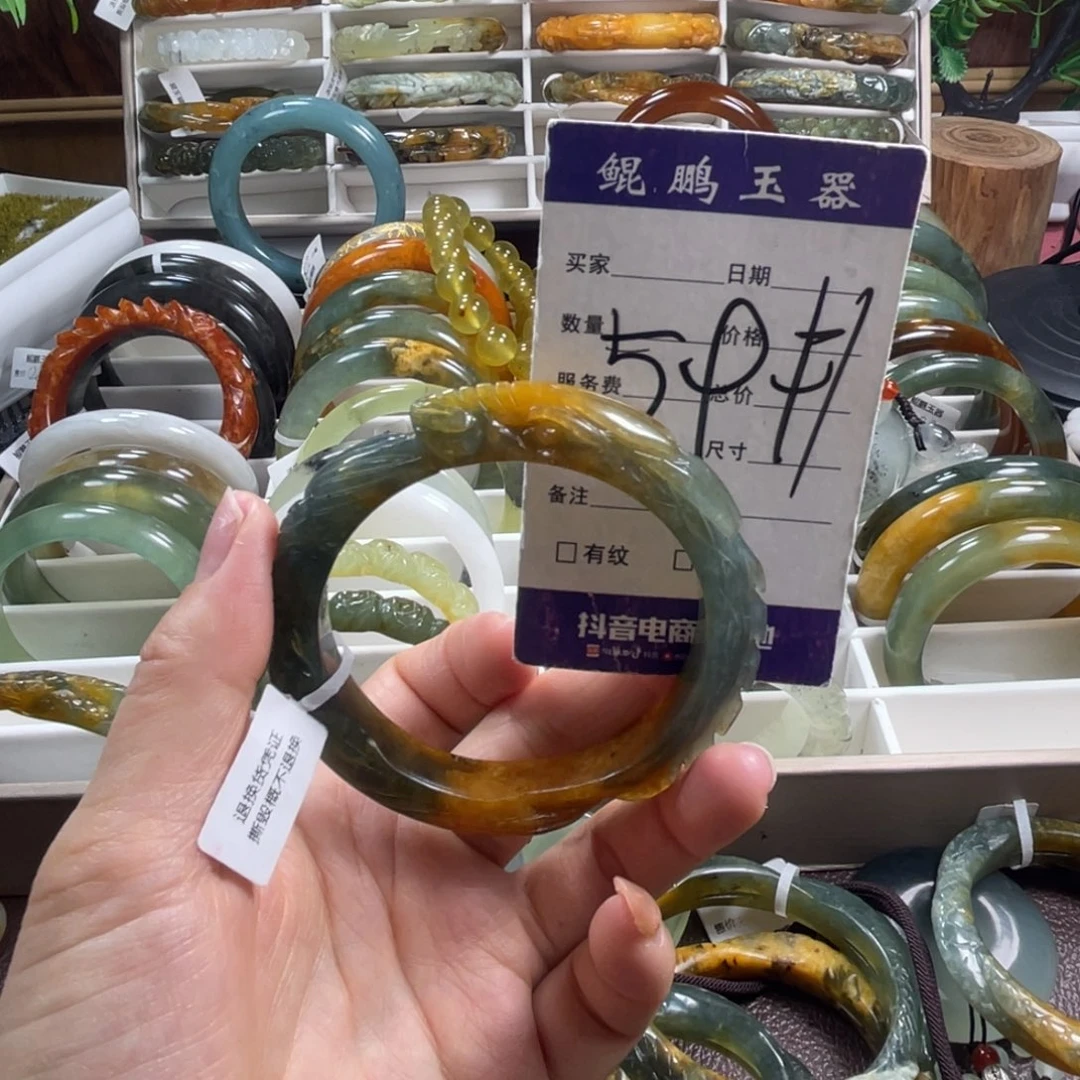 鲲鹏玉器
买家 日期
数量 价格
服务费 总价
尺寸
备注
□有纹 □
抖音电商
退换货凭证
撕毁概不退换
售价